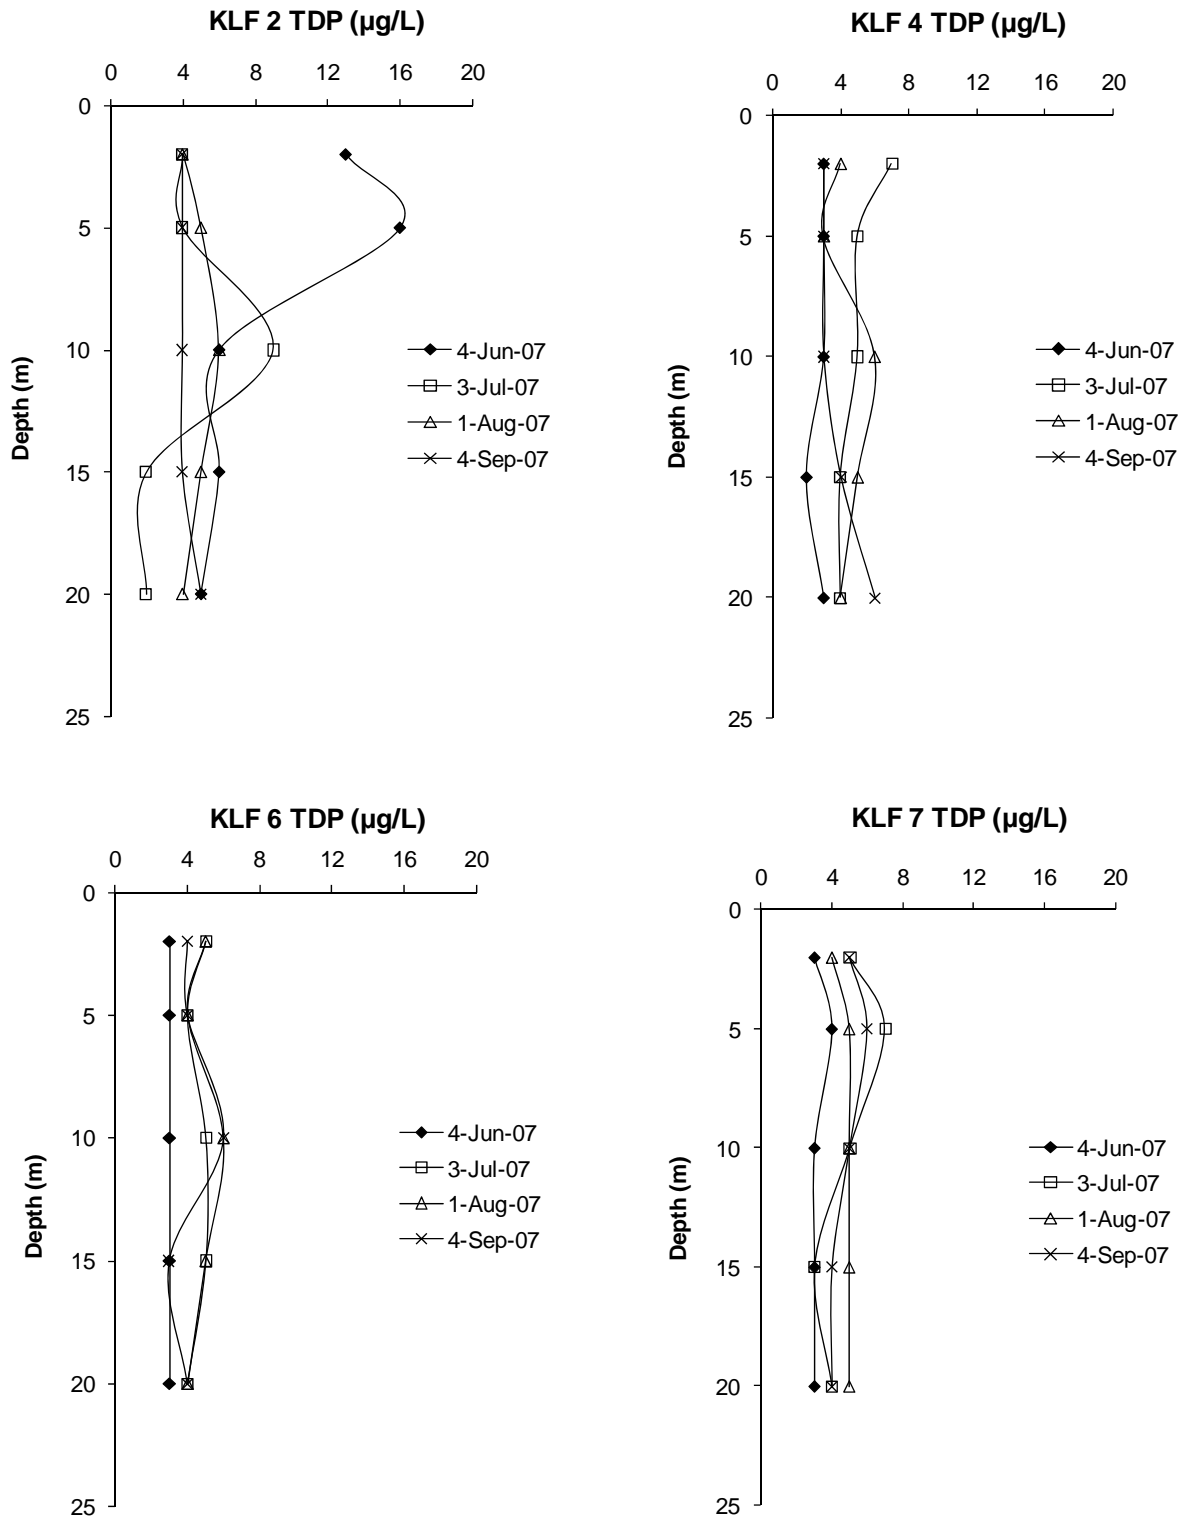 KLF 2 TDP (µg/L)
0 4 8 12 16 20
0
5
10
15
20
25
Depth (m)
4-Jun-07
3-Jul-07
1-Aug-07
4-Sep-07
KLF 4 TDP (µg/L)
0 4 8 12 16 20
0
5
10
15
20
25
Depth (m)
4-Jun-07
3-Jul-07
1-Aug-07
4-Sep-07
KLF 6 TDP (µg/L)
0 4 8 12 16 20
0
5
10
15
20
25
Depth (m)
4-Jun-07
3-Jul-07
1-Aug-07
4-Sep-07
KLF 7 TDP (µg/L)
0 4 8 12 16 20
0
5
10
15
20
25
Depth (m)
4-Jun-07
3-Jul-07
1-Aug-07
4-Sep-07